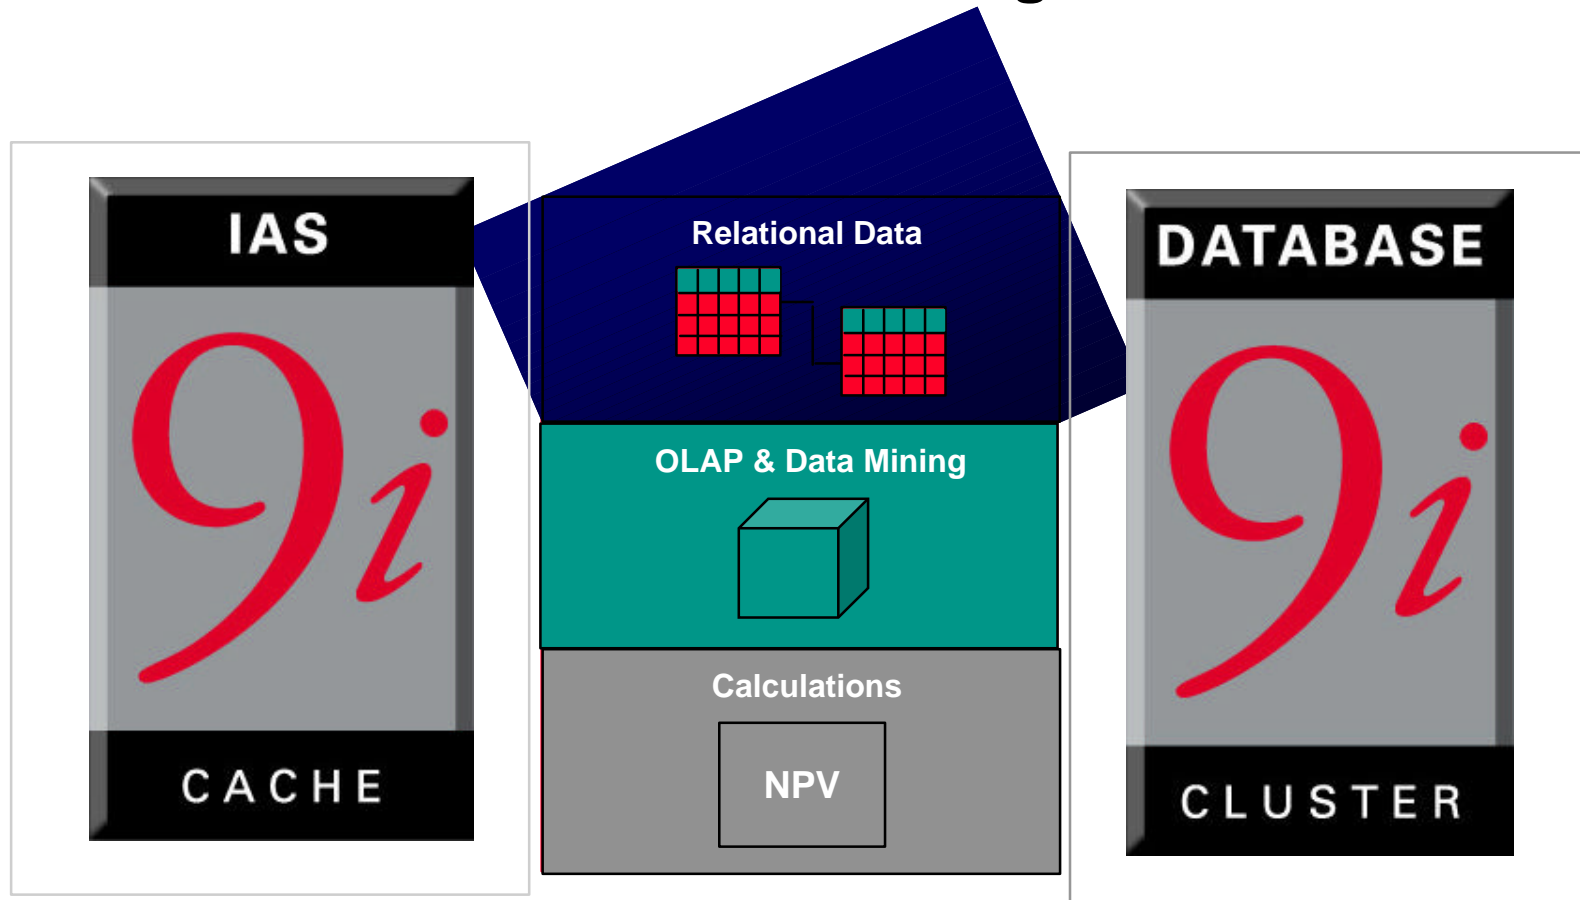 IAS
9i
CACHE
Relational Data
OLAP & Data Mining
Calculations
NPV
DATABASE
9i
CLUSTER